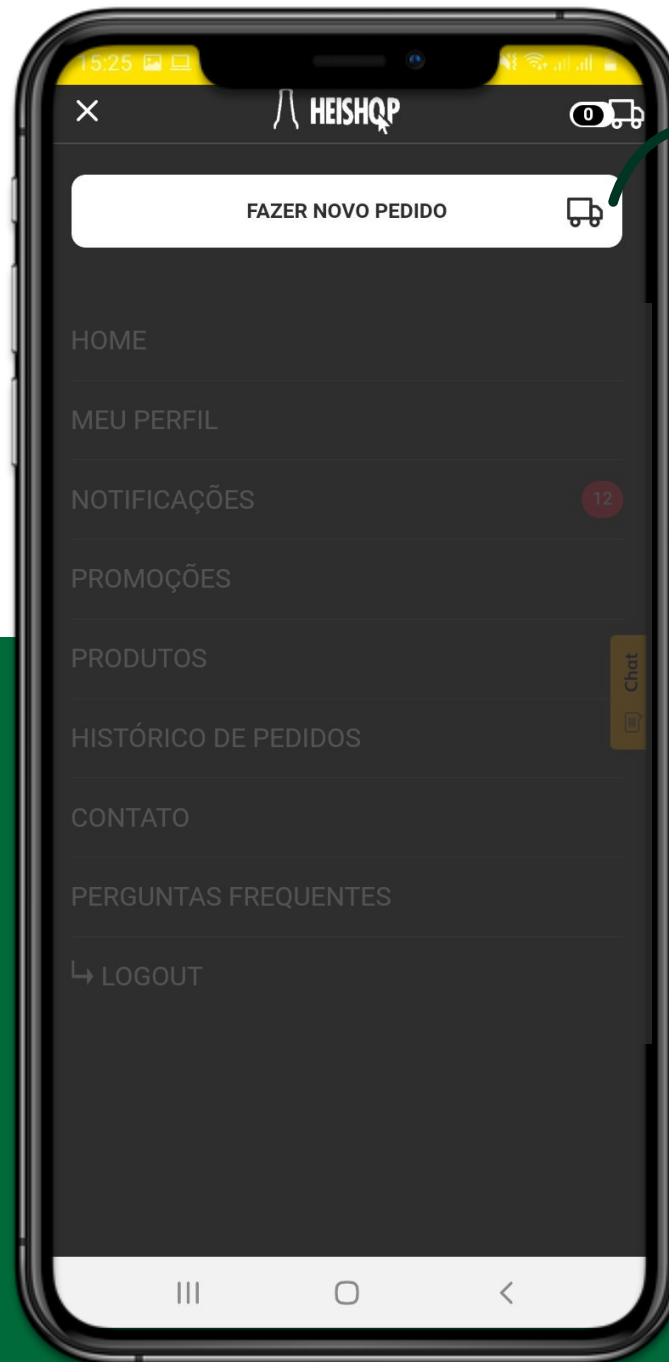 15:25
HEISHOP
0
FAZER NOVO PEDIDO
HOME
MEU PERFIL
NOTIFICAÇÕES
12
PROMOÇÕES
PRODUTOS
Chat
HISTÓRICO DE PEDIDOS
CONTATO
PERGUNTAS FREQUENTES
LOGOUT